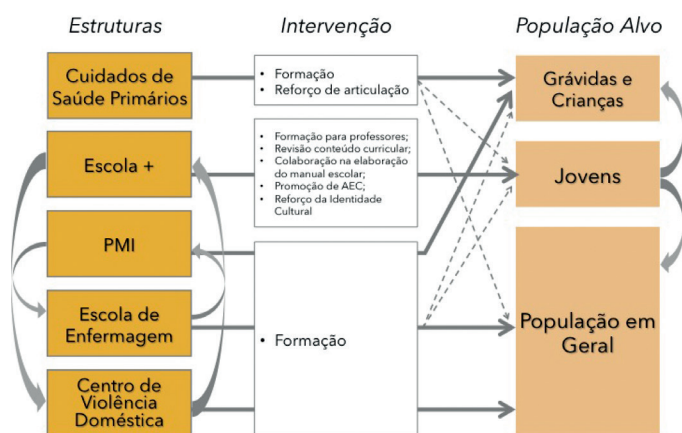 Estruturas
Intervenção
População Alvo
Cuidados de
Saúde Primários
• Formação
• Reforço de articulação
Grávidas e
Crianças
Escola +
• Formação para professores;
• Revisão conteúdo curricular;
• Colaboração na elaboração
do manual escolar;
• Promoção de AEC;
• Reforço da Identidade
Cultural
Jovens
PMI
Escola de
Enfermagem
• Formação
População em
Geral
Centro de
Violência
Doméstica